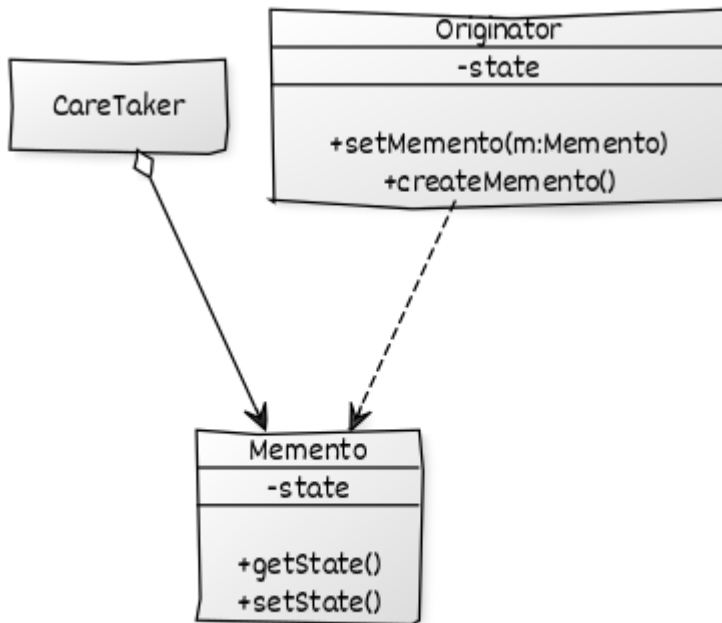 CareTaker
Originator
-state
+setMemento(m:Memento)
+createMemento()
Memento
-state
+getState()
+setState()